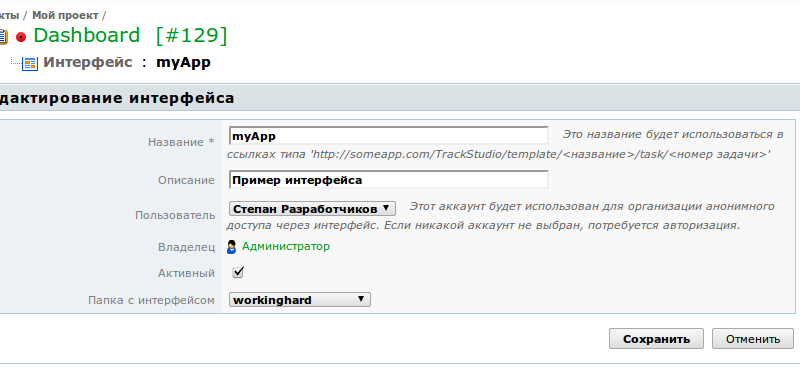 кты / Мой проект /
Dashboard [#129]
Интерфейс : myApp
дактирование интерфейса
Название * myApp Это название будет использоваться в
ссылках типа 'http://someapp.com/TrackStudio/template/<название>/task/<номер задачи>'
Описание Пример интерфейса
Пользователь Степан Разработчиков Этот аккаунт будет использован для организации анонимного
доступа через интерфейс. Если никакой аккаунт не выбран, потребуется авторизация.
Владелец Администратор
Активный
Папка с интерфейсом workinghard
Сохранить Отменить